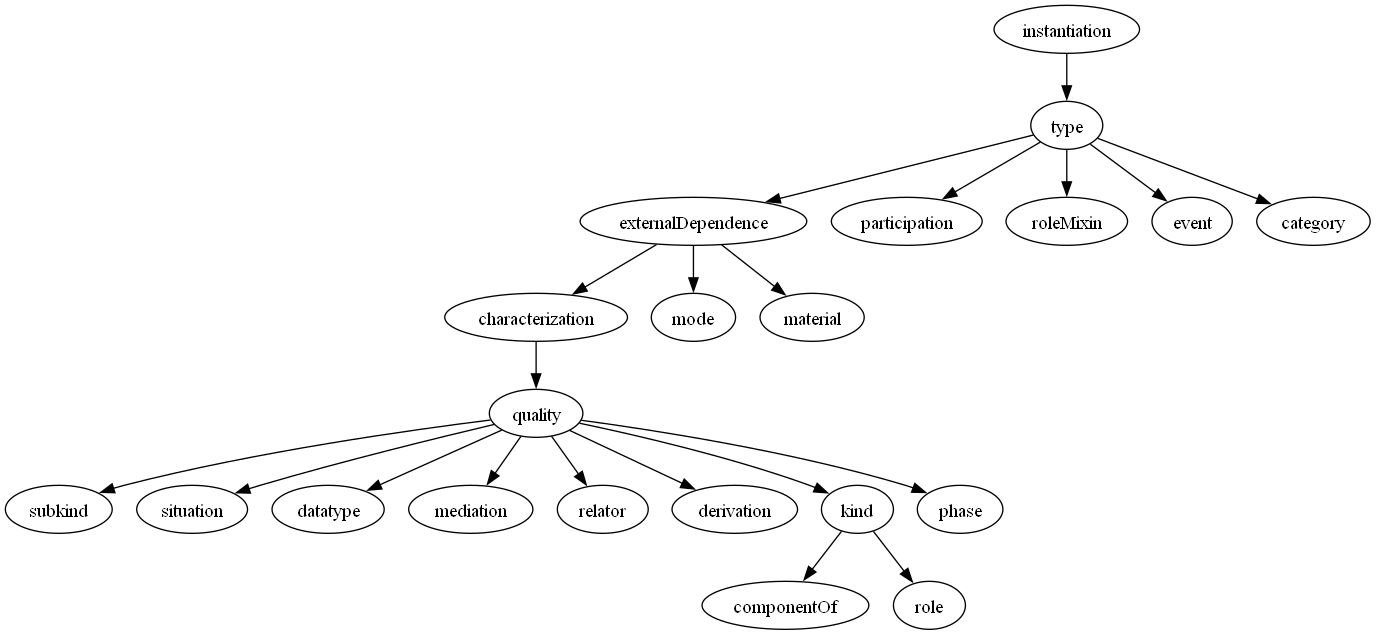 instantiation
type
externalDependence
participation
roleMixin
event
category
characterization
mode
material
quality
subkind
situation
datatype
mediation
relator
derivation
kind
phase
componentOf
role